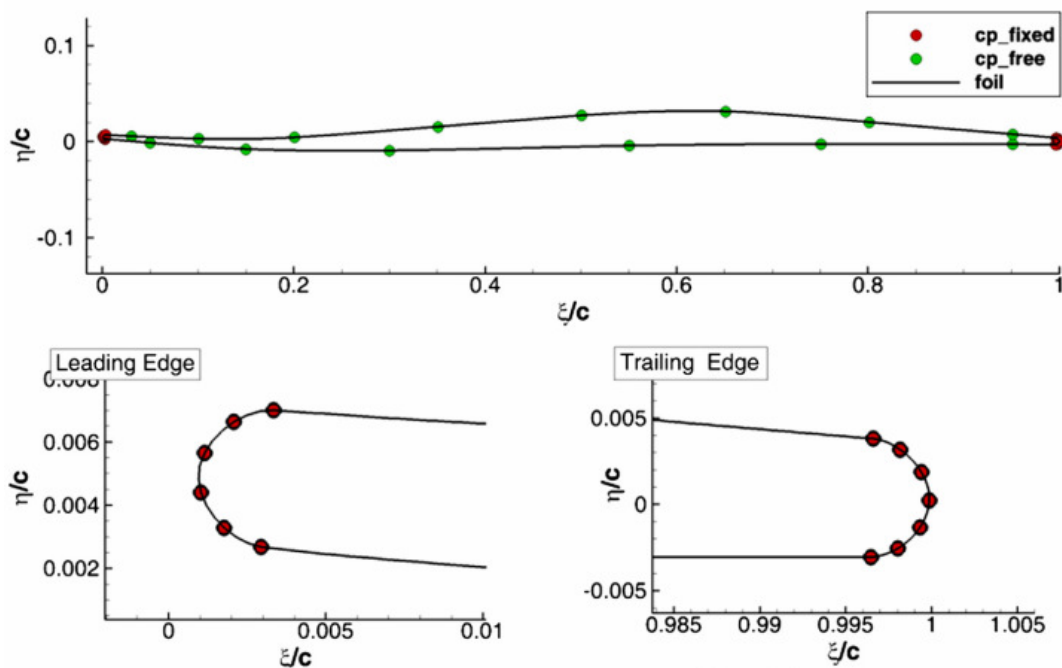 0.1
0
-0.1
η/c
cp_fixed
cp_free
foil
0 0.2 0.4 0.6 0.8 1
ξ/c
Leading Edge
0.008
0.006
0.004
0.002
η/c
0 0.005 0.01
ξ/c
Trailing Edge
0.005
0
-0.005
η/c
0.985 0.99 0.995 1 1.005
ξ/c